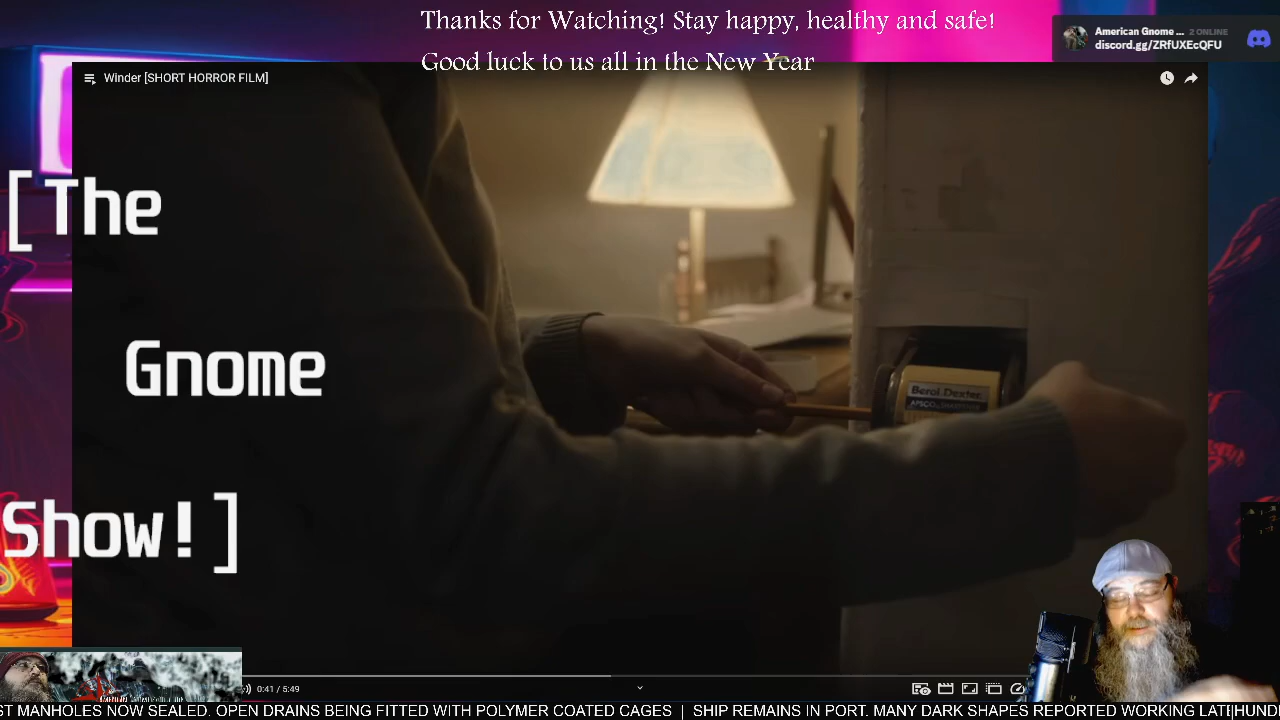 Thanks for Watching! Stay happy, healthy and safe!
Good luck to us all in the New Year
American Gnome ... 2 ONLINE
discord.gg/ZRfUXEcQFU
Winder [SHORT HORROR FILM]
[The
Gnome
Show!]
Berol Dexter
0:41 / 5:49
ST MANHOLES NOW SEALED. OPEN DRAINS BEING FITTED WITH POLYMER COATED CAGES | SHIP REMAINS IN PORT. MANY DARK SHAPES REPORTED WORKING LATE|HUND